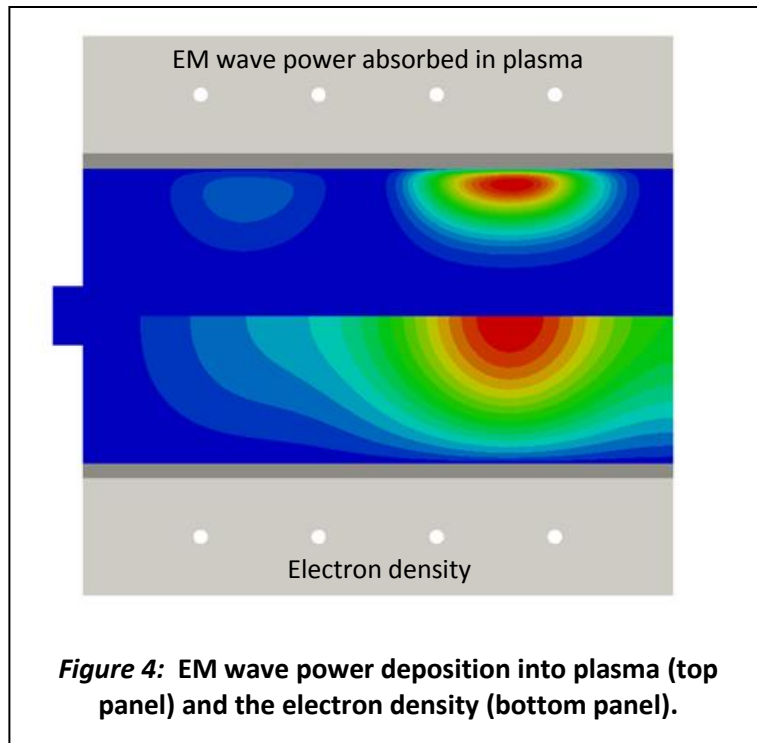 EM wave power absorbed in plasma
Electron density
Figure 4: EM wave power deposition into plasma (top
panel) and the electron density (bottom panel).